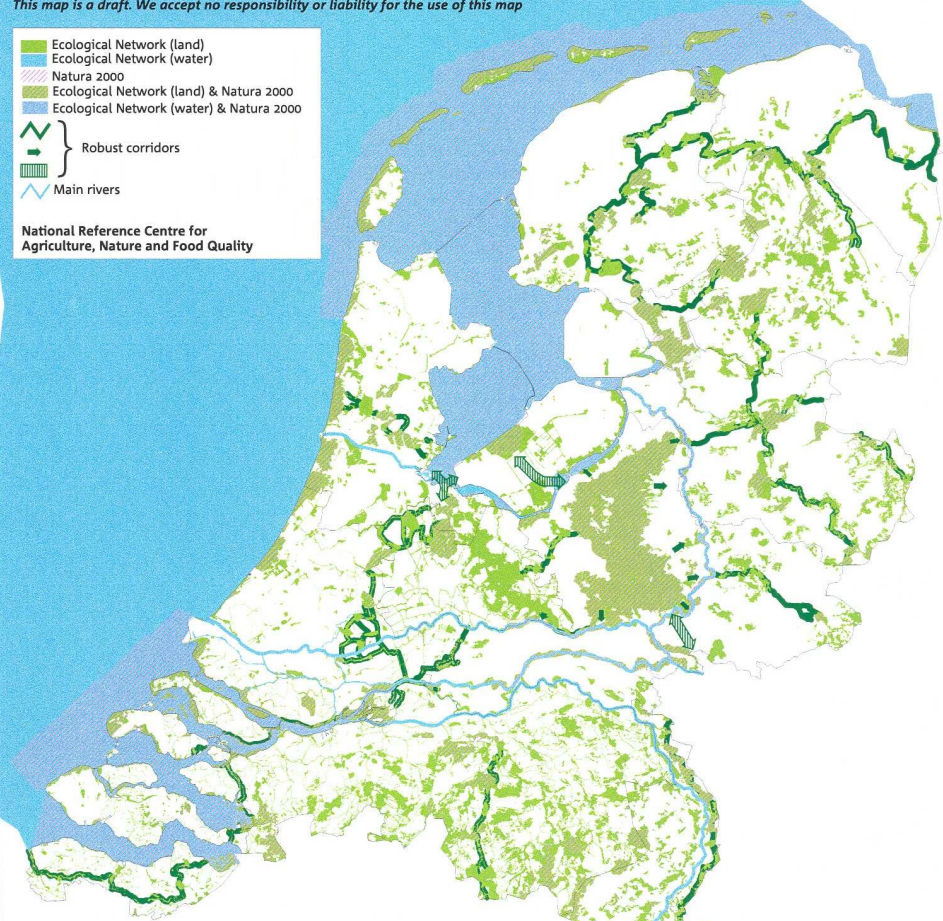 This map is a draft. We accept no responsibility or liability for the use of this map
Ecological Network (land)
Ecological Network (water)
Natura 2000
Ecological Network (land) & Natura 2000
Ecological Network (water) & Natura 2000
Robust corridors
Main rivers
National Reference Centre for
Agriculture, Nature and Food Quality